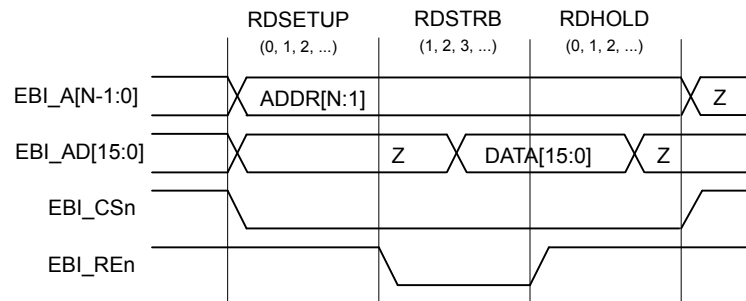 RDSETUP RDSTRB RDHOLD
(0, 1, 2, ...) (1, 2, 3, ...) (0, 1, 2, ...)
EBI_A[N-1:0] ADDR[N:1] Z
EBI_AD[15:0] Z DATA[15:0] Z
EBI_CSn
EBI_REn